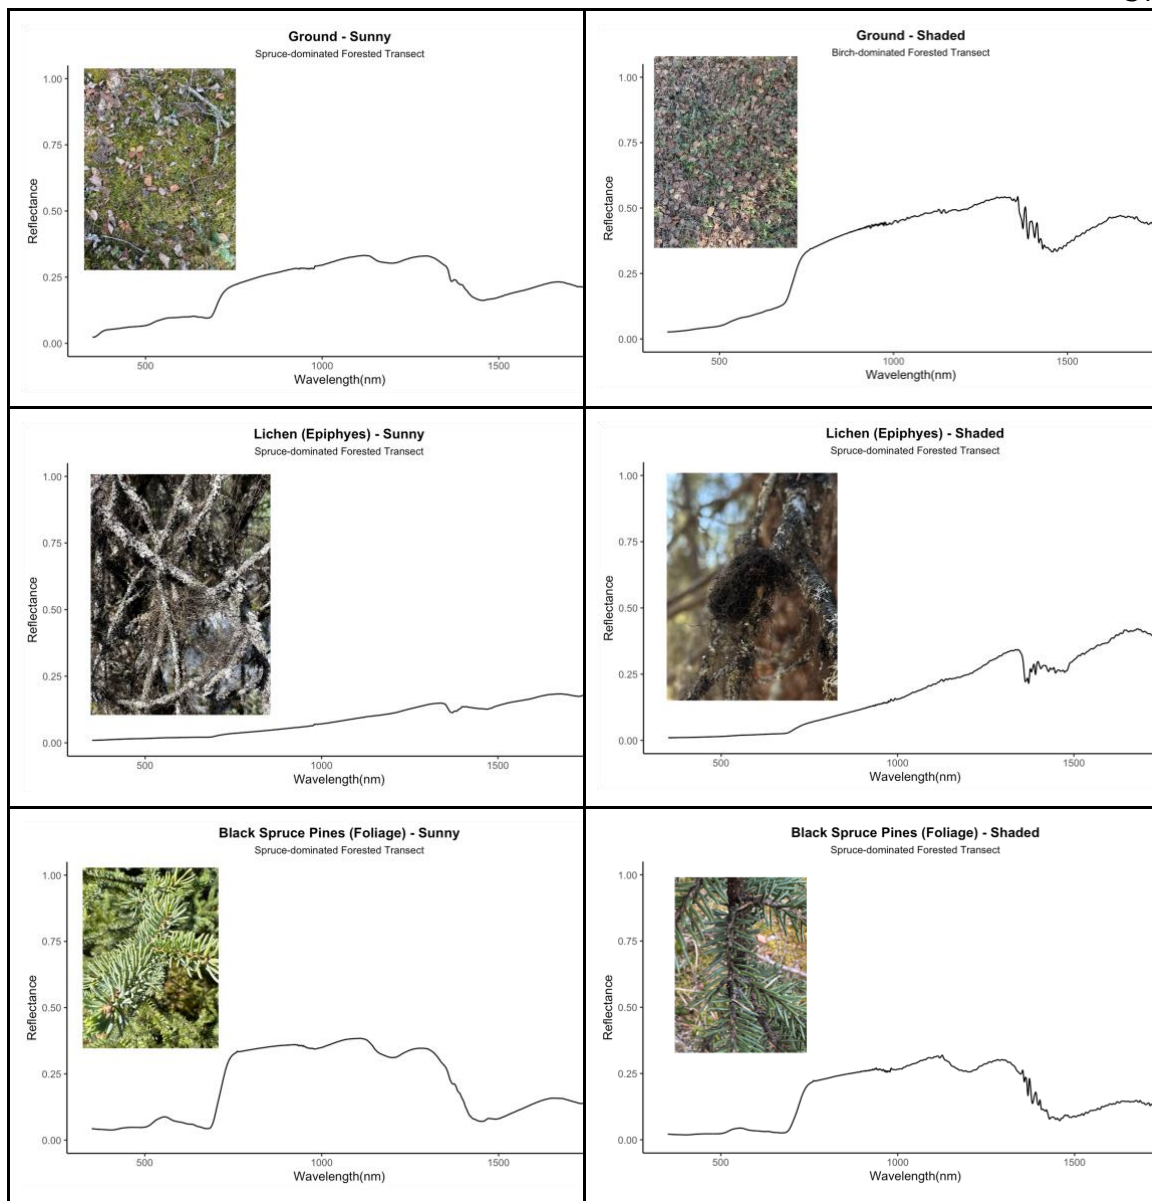 Ground - Sunny
Spruce-dominated Forested Transect
1.00
0.75
0.50
0.25
0.00
Reflectance
500
1000
1500
Wavelength(nm)
Ground - Shaded
Birch-dominated Forested Transect
1.00
0.75
0.50
0.25
0.00
Reflectance
500
1000
1500
Wavelength(nm)
Lichen (Epiphyes) - Sunny
Spruce-dominated Forested Transect
1.00
0.75
0.50
0.25
0.00
Reflectance
500
1000
1500
Wavelength(nm)
Lichen (Epiphyes) - Shaded
Spruce-dominated Forested Transect
1.00
0.75
0.50
0.25
0.00
Reflectance
500
1000
1500
Wavelength(nm)
Black Spruce Pines (Foliage) - Sunny
Spruce-dominated Forested Transect
1.00
0.75
0.50
0.25
0.00
Reflectance
500
1000
1500
Wavelength(nm)
Black Spruce Pines (Foliage) - Shaded
Spruce-dominated Forested Transect
1.00
0.75
0.50
0.25
0.00
Reflectance
500
1000
1500
Wavelength(nm)